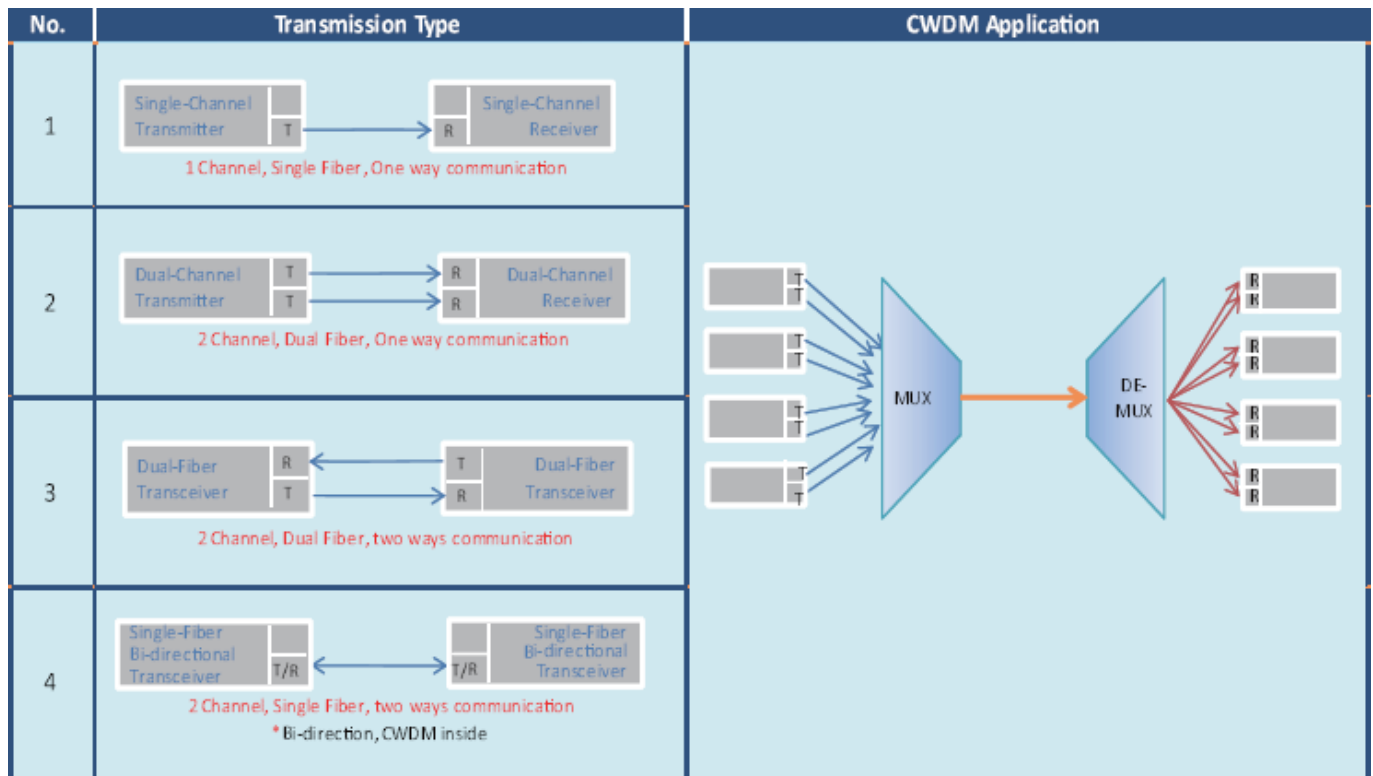 No.
Transmission Type
CWDM Application
1
Single-Channel
Transmitter
T
R
Single-Channel
Receiver
1 Channel, Single Fiber, One way communication
2
Dual-Channel
Transmitter
T
T
R
R
Dual-Channel
Receiver
2 Channel, Dual Fiber, One way communication
3
Dual-Fiber
Transceiver
R
T
T
R
Dual-Fiber
Transceiver
2 Channel, Dual Fiber, two ways communication
4
Single-Fiber
Bi-directional
Transceiver
T/R
T/R
Single-Fiber
Bi-directional
Transceiver
2 Channel, Single Fiber, two ways communication
*Bi-direction, CWDM inside
T
T
T
T
T
T
T
T
MUX
DE-
MUX
R
R
R
R
R
R
R
R